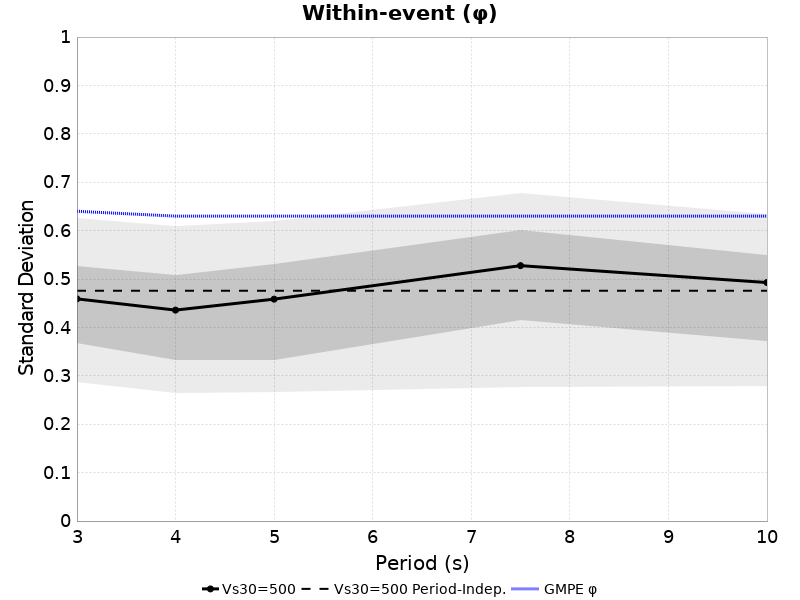 Within-event (φ)
1
0.9
0.8
0.7
0.6
0.5
0.4
0.3
0.2
0.1
0
Standard Deviation
3 4 5 6 7 8 9 10
Period (s)
Vs30=500 Vs30=500 Period-Indep. GMPE φ